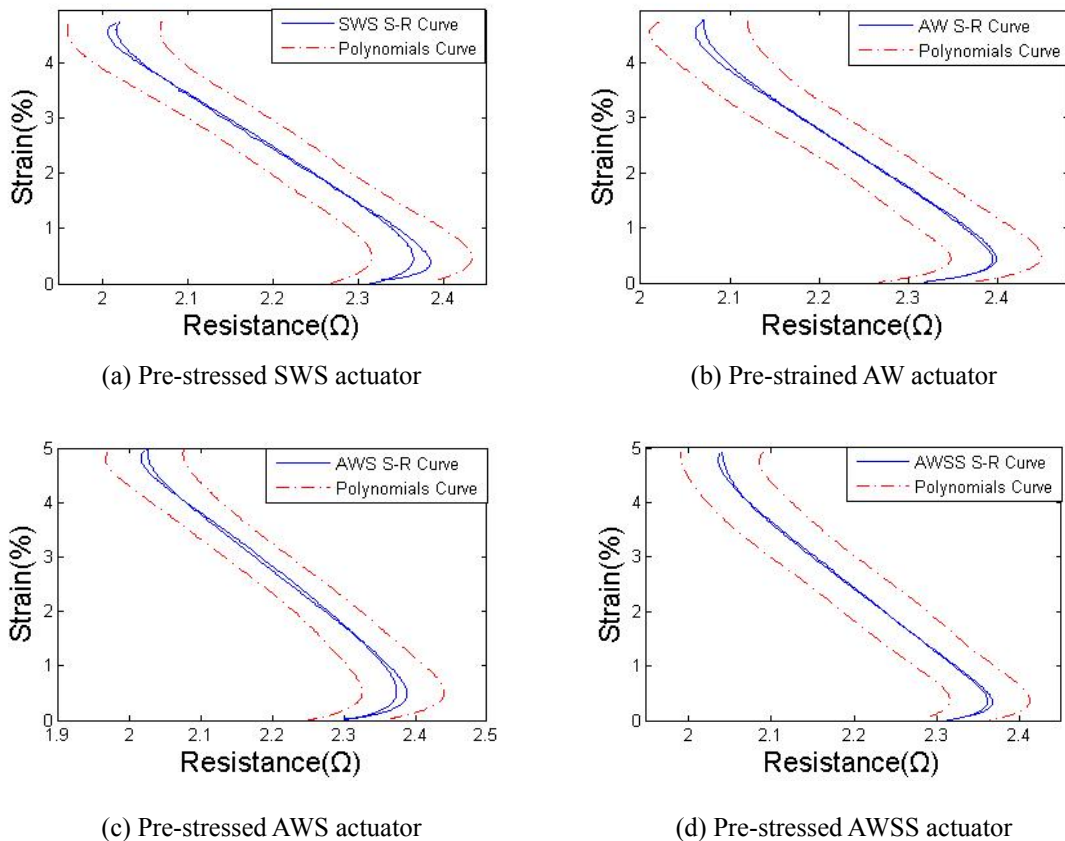 SWS S-R Curve
Polynomials Curve
4
3
2
1
0
Strain(%)
2
2.1
2.2
2.3
2.4
Resistance(Ω)
(a) Pre-stressed SWS actuator
AW S-R Curve
Polynomials Curve
4
3
2
1
0
Strain(%)
2
2.1
2.2
2.3
2.4
Resistance(Ω)
(b) Pre-strained AW actuator
AWS S-R Curve
Polynomials Curve
5
4
3
2
1
0
Strain(%)
1.9
2
2.1
2.2
2.3
2.4
2.5
Resistance(Ω)
(c) Pre-stressed AWS actuator
AWSS S-R Curve
Polynomials Curve
5
4
3
2
1
0
Strain(%)
2
2.1
2.2
2.3
2.4
Resistance(Ω)
(d) Pre-strained AWSS actuator